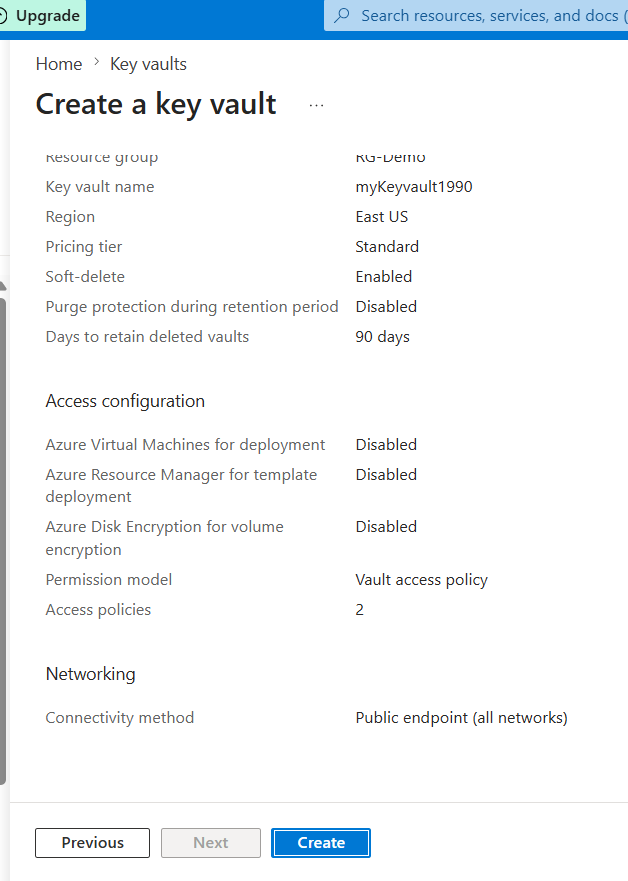 Upgrade
Search resources, services, and docs (
Home > Key vaults
Create a key vault ...
Resource group RG-Demo
Key vault name myKeyvault1990
Region East US
Pricing tier Standard
Soft-delete Enabled
Purge protection during retention period Disabled
Days to retain deleted vaults 90 days
Access configuration
Azure Virtual Machines for deployment Disabled
Azure Resource Manager for template Disabled
deployment
Azure Disk Encryption for volume Disabled
encryption
Permission model Vault access policy
Access policies 2
Networking
Connectivity method Public endpoint (all networks)
Previous Next Create